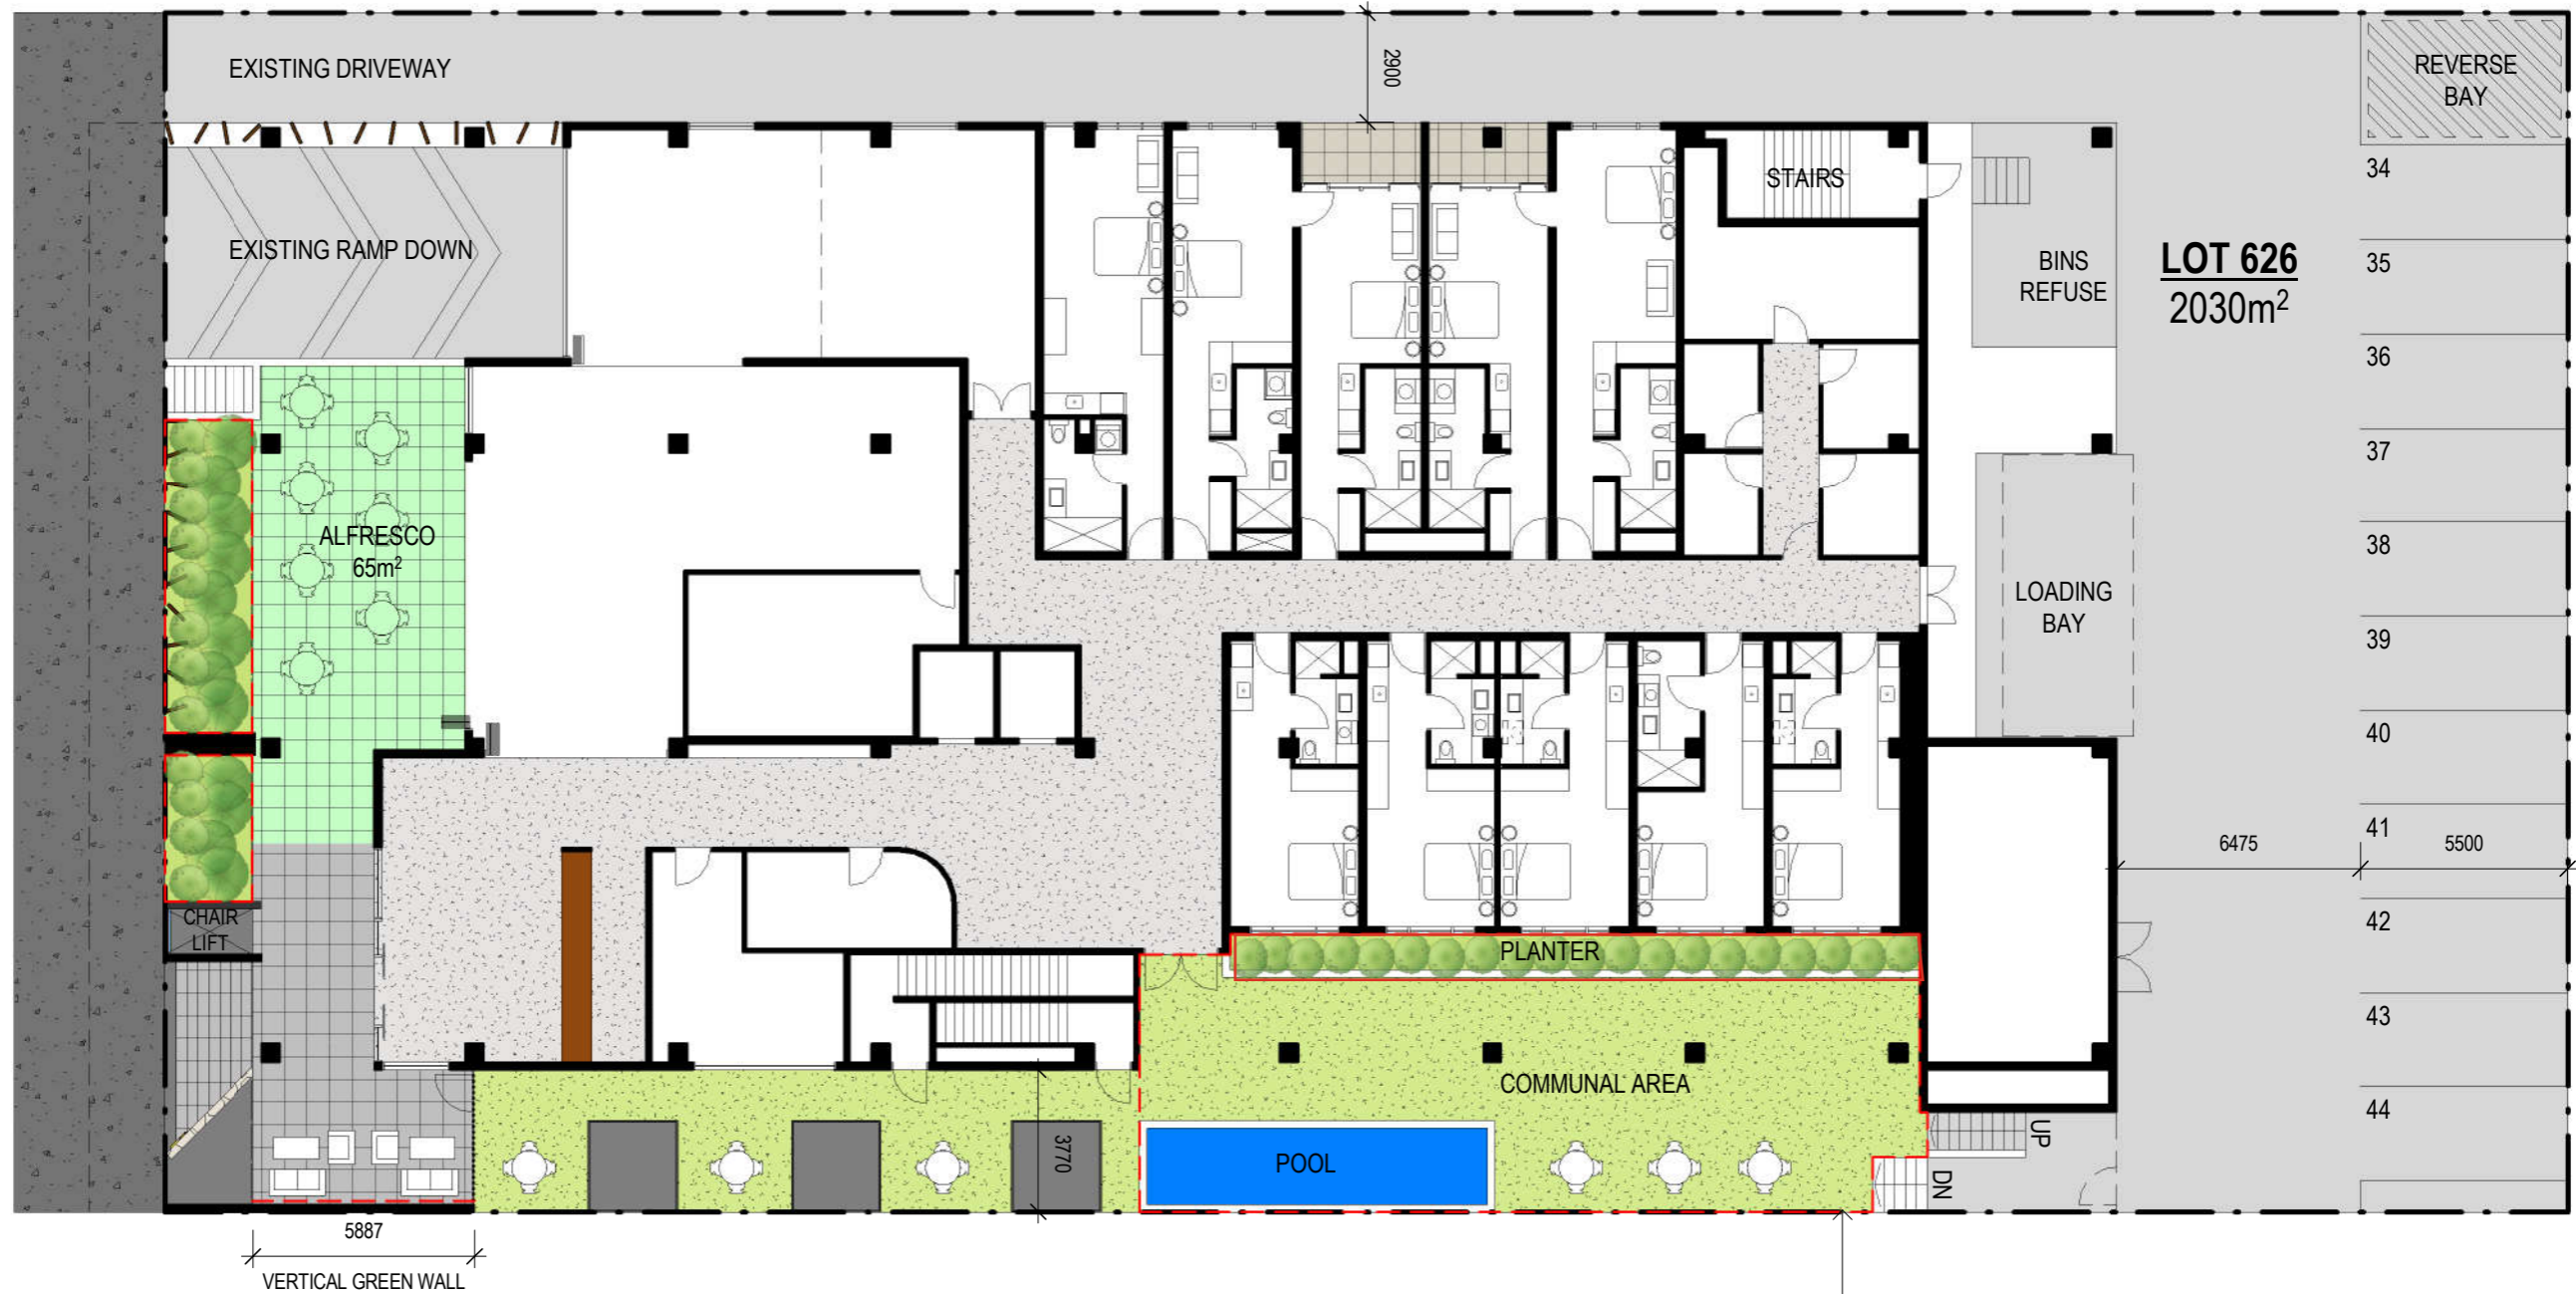 EXISTING DRIVEWAY
2900
REVERSE
BAY
34
STAIRS
EXISTING RAMP DOWN
BINS
REFUSE
LOT 626
2030m²
35
36
37
ALFRESCO
65m²
38
LOADING
BAY
39
40
41
6475
5500
CHAIR
LIFT
42
PLANTER
43
COMMUNAL AREA
44
3770
POOL
UP
DN
5887
VERTICAL GREEN WALL